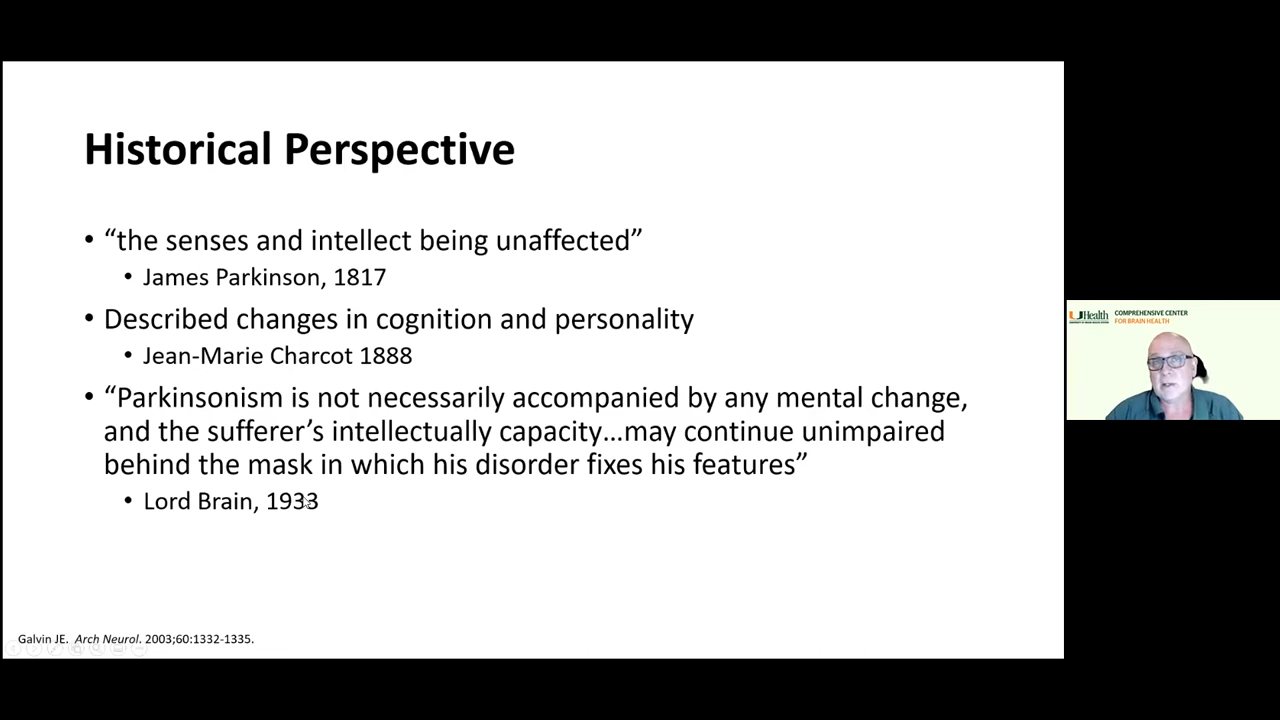 Historical Perspective
• “the senses and intellect being unaffected”
• James Parkinson, 1817
• Described changes in cognition and personality
• Jean-Marie Charcot 1888
• “Parkinsonism is not necessarily accompanied by any mental change,
and the sufferer’s intellectually capacity…may continue unimpaired
behind the mask in which his disorder fixes his features”
• Lord Brain, 1933
Galvin JE. Arch Neurol. 2003;60:1332-1335.
UHealth
COMPREHENSIVE CENTER
FOR BRAIN HEALTH